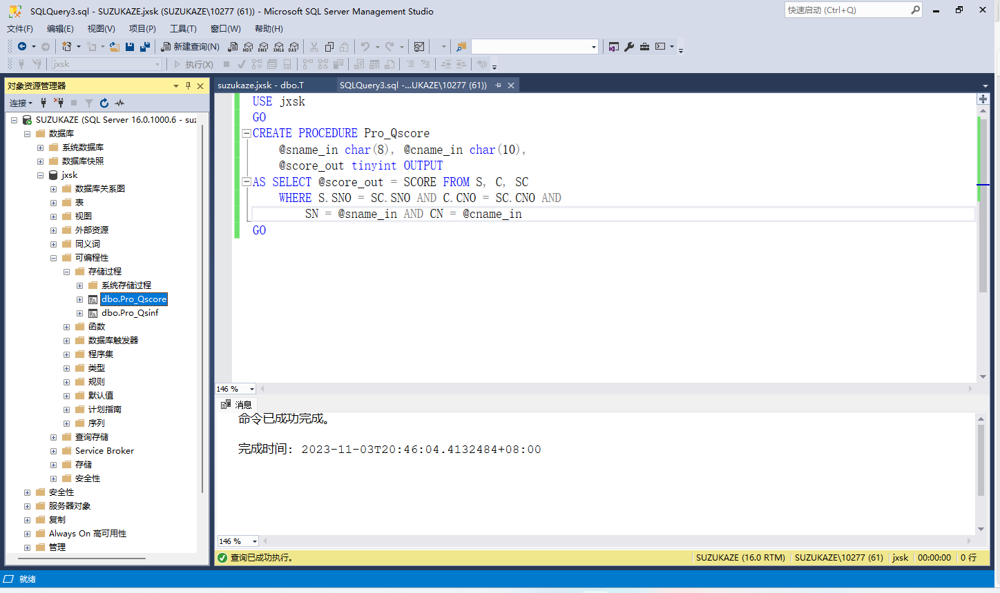 SQLQuery3.sql - SUZUKAZE.jxsk (SUZUKAZE\10277 (61)) - Microsoft SQL Server Management Studio
快速启动 (Ctrl+Q)
文件(F) 编辑(E) 视图(V) 项目(P) 工具(T) 窗口(W) 帮助(H)
新建查询(N) MDX DMX XMLA DAX
jxsk 执行(X)
对象资源管理器
连接
SUZUKAZE (SQL Server 16.0.1000.6 - suz
数据库
系统数据库
数据库快照
jxsk
数据库关系图
表
视图
外部资源
同义词
可编程性
存储过程
系统存储过程
dbo.Pro_Qscore
dbo.Pro_Qsinf
函数
数据库触发器
程序集
类型
规则
默认值
计划指南
序列
查询存储
Service Broker
存储
安全性
安全性
服务器对象
复制
Always On 高可用性
管理
suzukaze.jxsk - dbo.T
SQLQuery3.sql -...UKAZE\10277 (61))
USE jxsk
GO
CREATE PROCEDURE Pro_Qscore
@sname_in char(8), @cname_in char(10),
@score_out tinyint OUTPUT
AS SELECT @score_out = SCORE FROM S, C, SC
WHERE S.SNO = SC.SNO AND C.CNO = SC.CNO AND
SN = @sname_in AND CN = @cname_in
GO
146 %
消息
命令已成功完成。
完成时间: 2023-11-03T20:46:04.4132484+08:00
146 %
查询已成功执行。
SUZUKAZE (16.0 RTM) SUZUKAZE\10277 (61) jxsk 00:00:00 0 行
就绪